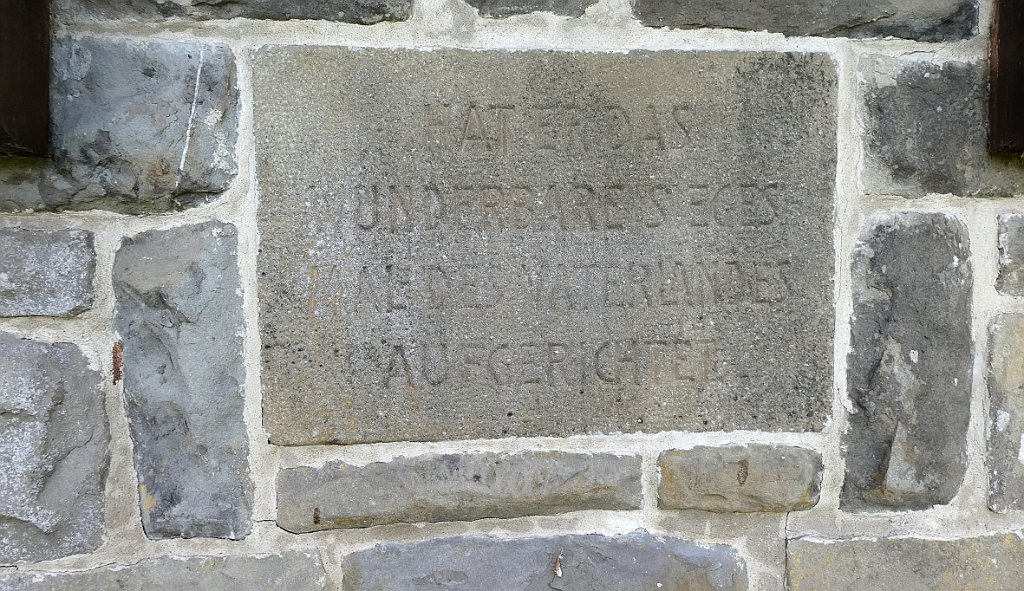 HAT ER DAS
WUNDERBARE SIEGES
MAL DES VATERLANDES
AUFGERICHTET